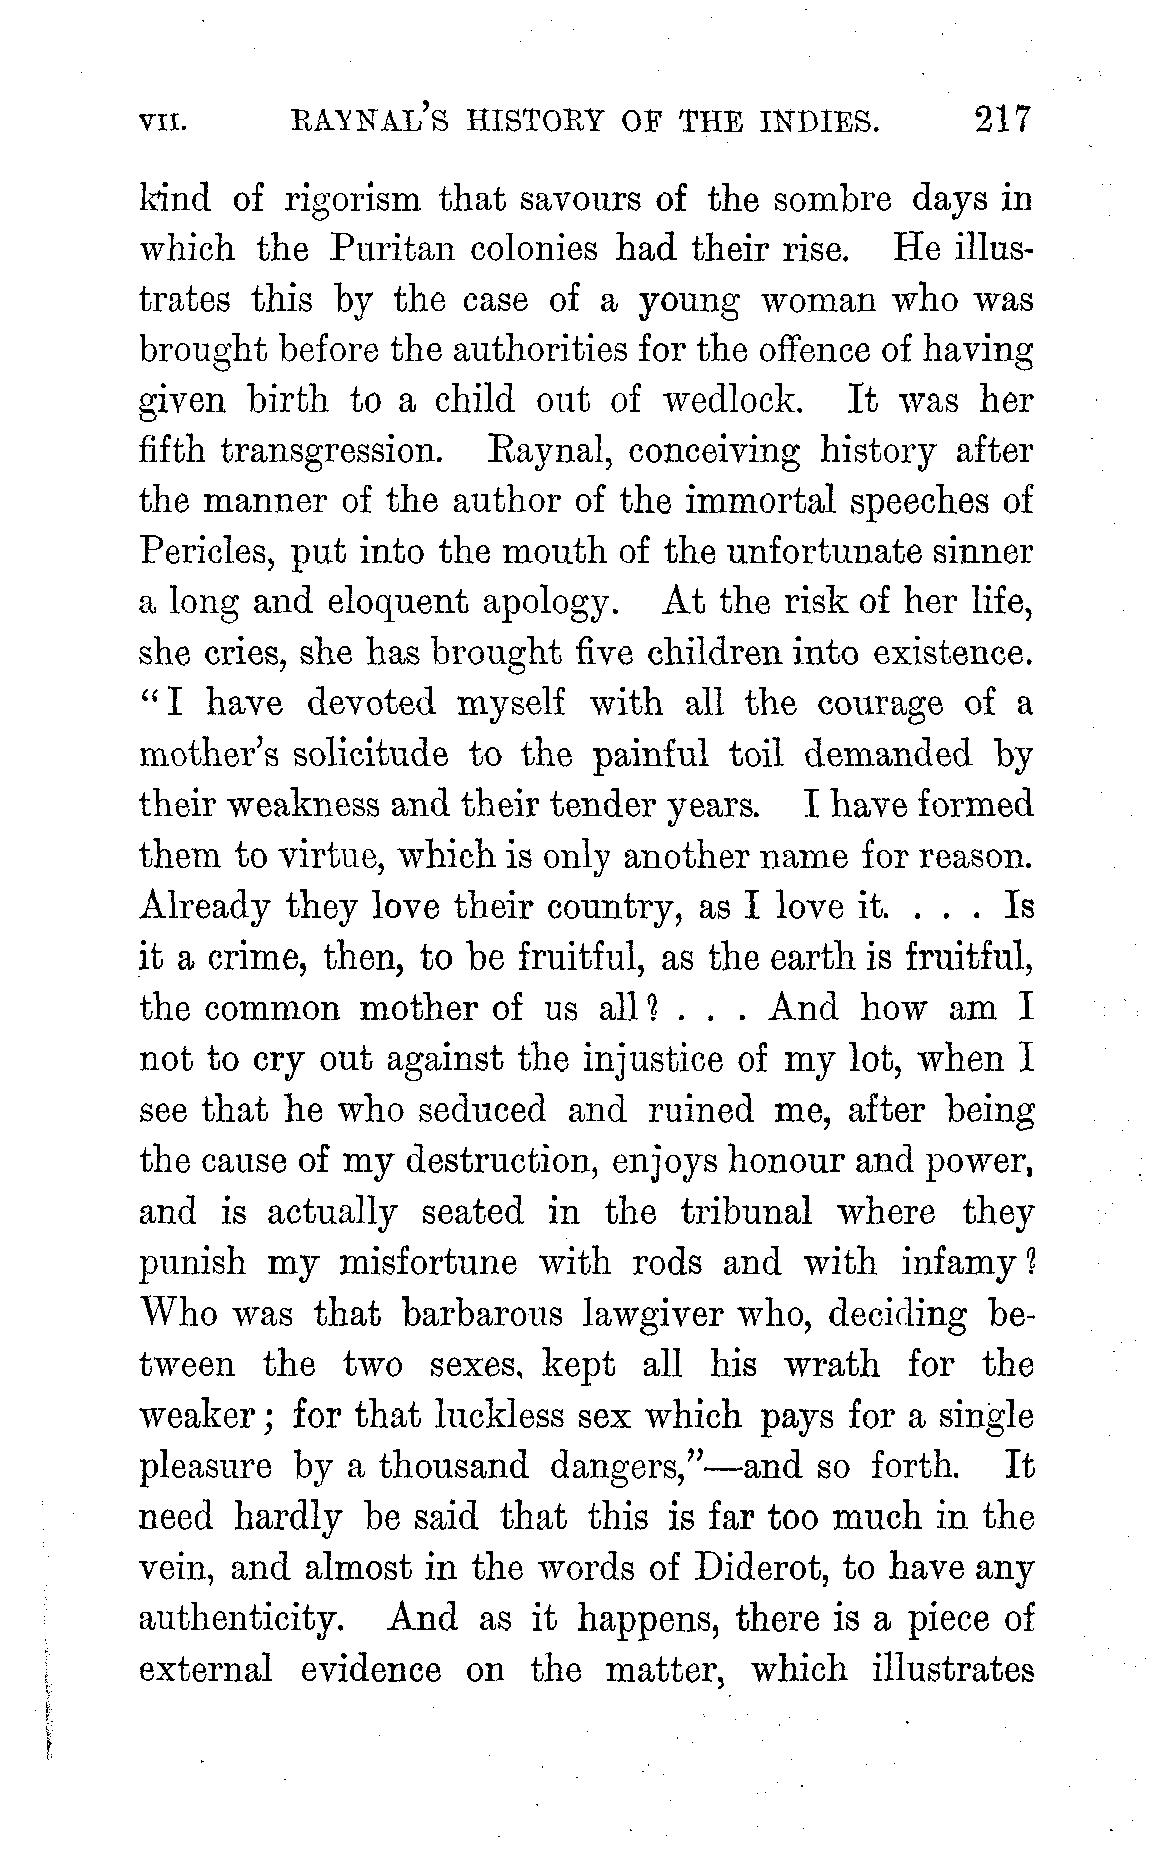 VII. RAYNAL'S HISTORY OF THE INDIES. 217
kind of rigorism that savours of the sombre days in
which the Puritan colonies had their rise. He illus-
trates this by the case of a young woman who was
brought before the authorities for the offence of having
given birth to a child out of wedlock. It was her
fifth transgression. Raynal, conceiving history after
the manner of the author of the immortal speeches of
Pericles, put into the mouth of the unfortunate sinner
a long and eloquent apology. At the risk of her life,
she cries, she has brought five children into existence.
"I have devoted myself with all the courage of a
mother's solicitude to the painful toil demanded by
their weakness and their tender years. I have formed
them to virtue, which is only another name for reason.
Already they love their country, as I love it. . . . Is
it a crime, then, to be fruitful, as the earth is fruitful,
the common mother of us all? . . . And how am I
not to cry out against the injustice of my lot, when I
see that he who seduced and ruined me, after being
the cause of my destruction, enjoys honour and power,
and is actually seated in the tribunal where they
punish my misfortune with rods and with infamy?
Who was that barbarous lawgiver who, deciding be-
tween the two sexes, kept all his wrath for the
weaker; for that luckless sex which pays for a single
pleasure by a thousand dangers,"—and so forth. It
need hardly be said that this is far too much in the
vein, and almost in the words of Diderot, to have any
authenticity. And as it happens, there is a piece of
external evidence on the matter, which illustrates